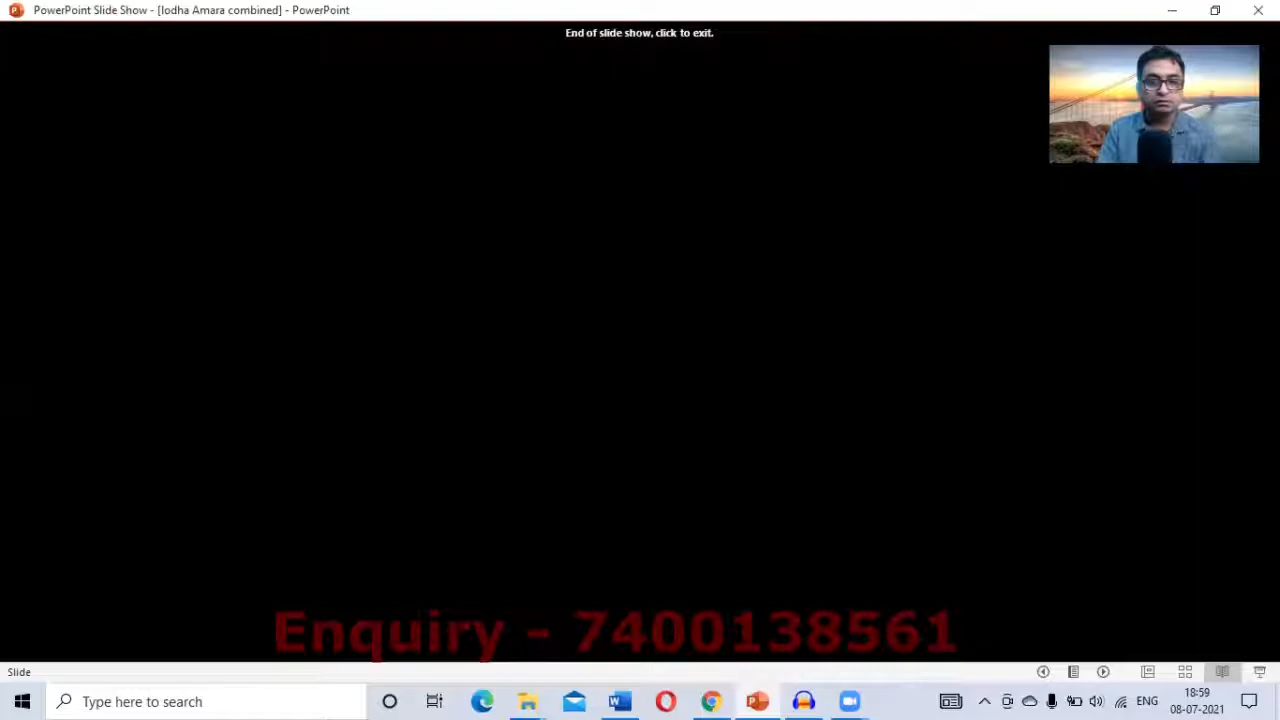 PowerPoint Slide Show - [lodha Amara combined] - PowerPoint
End of slide show, click to exit.
Enquiry - 7400138561
Slide
Type here to search
ENG
18:59
08-07-2021